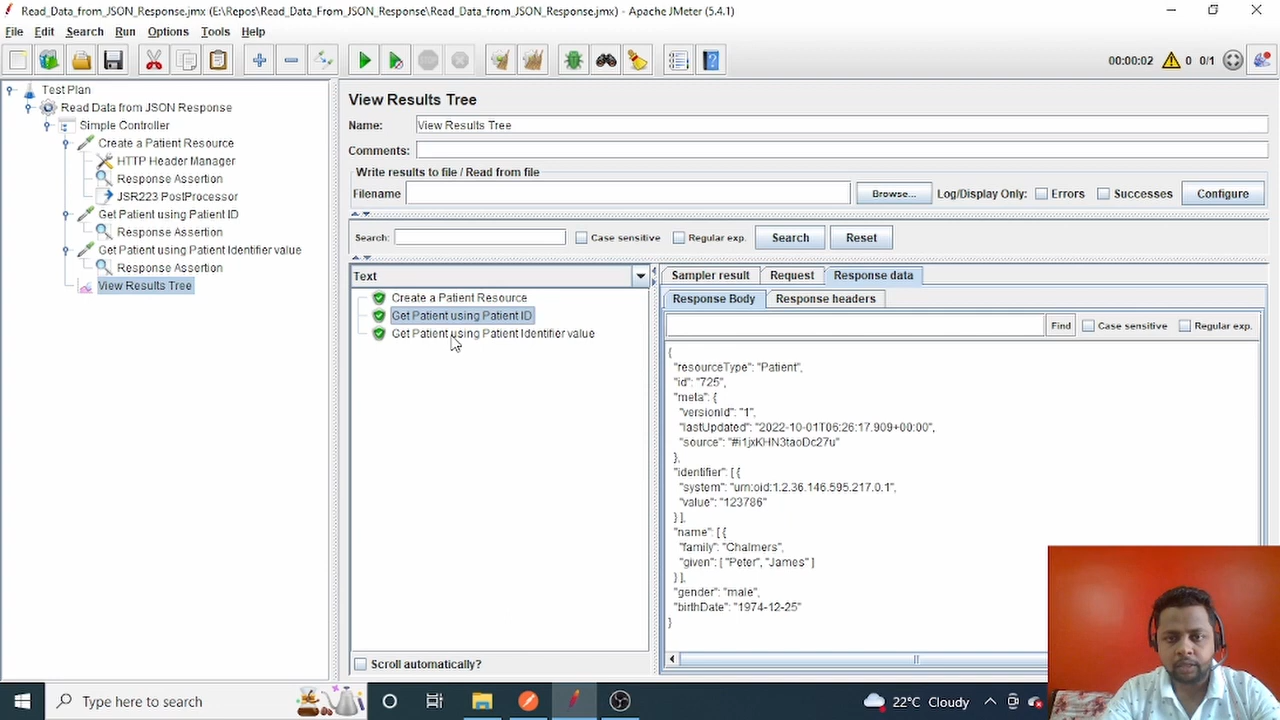 Read_Data_from_JSON_Response.jmx (E:\Repos\Read_Data_From_JSON_Response\Read_Data_from_JSON_Response.jmx) - Apache JMeter (5.4.1)
File Edit Search Run Options Tools Help
00:00:02 0 0/1
Test Plan
Read Data from JSON Response
Simple Controller
Create a Patient Resource
HTTP Header Manager
Response Assertion
JSR223 PostProcessor
Get Patient using Patient ID
Response Assertion
Get Patient using Patient Identifier value
Response Assertion
View Results Tree
View Results Tree
Name: View Results Tree
Comments:
Write results to file / Read from file
Filename Browse... Log/Display Only: Errors Successes Configure
Search: Case sensitive Regular exp. Search Reset
Text
Create a Patient Resource
Get Patient using Patient ID
Get Patient using Patient Identifier value
Scroll automatically?
Sampler result Request Response data
Response Body Response headers
Find Case sensitive Regular exp.
{
"resourceType": "Patient",
"id": "725",
"meta": {
"versionId": "1",
"lastUpdated": "2022-10-01T06:26:17.909+00:00",
"source": "#i1jxKHN3taoDc27u"
},
"identifier": [ {
"system": "urn:oid:1.2.36.146.595.217.0.1",
"value": "123786"
} ],
"name": [ {
"family": "Chalmers",
"given": [ "Peter", "James" ]
} ],
"gender": "male",
"birthDate": "1974-12-25"
}
Type here to search
22°C Cloudy